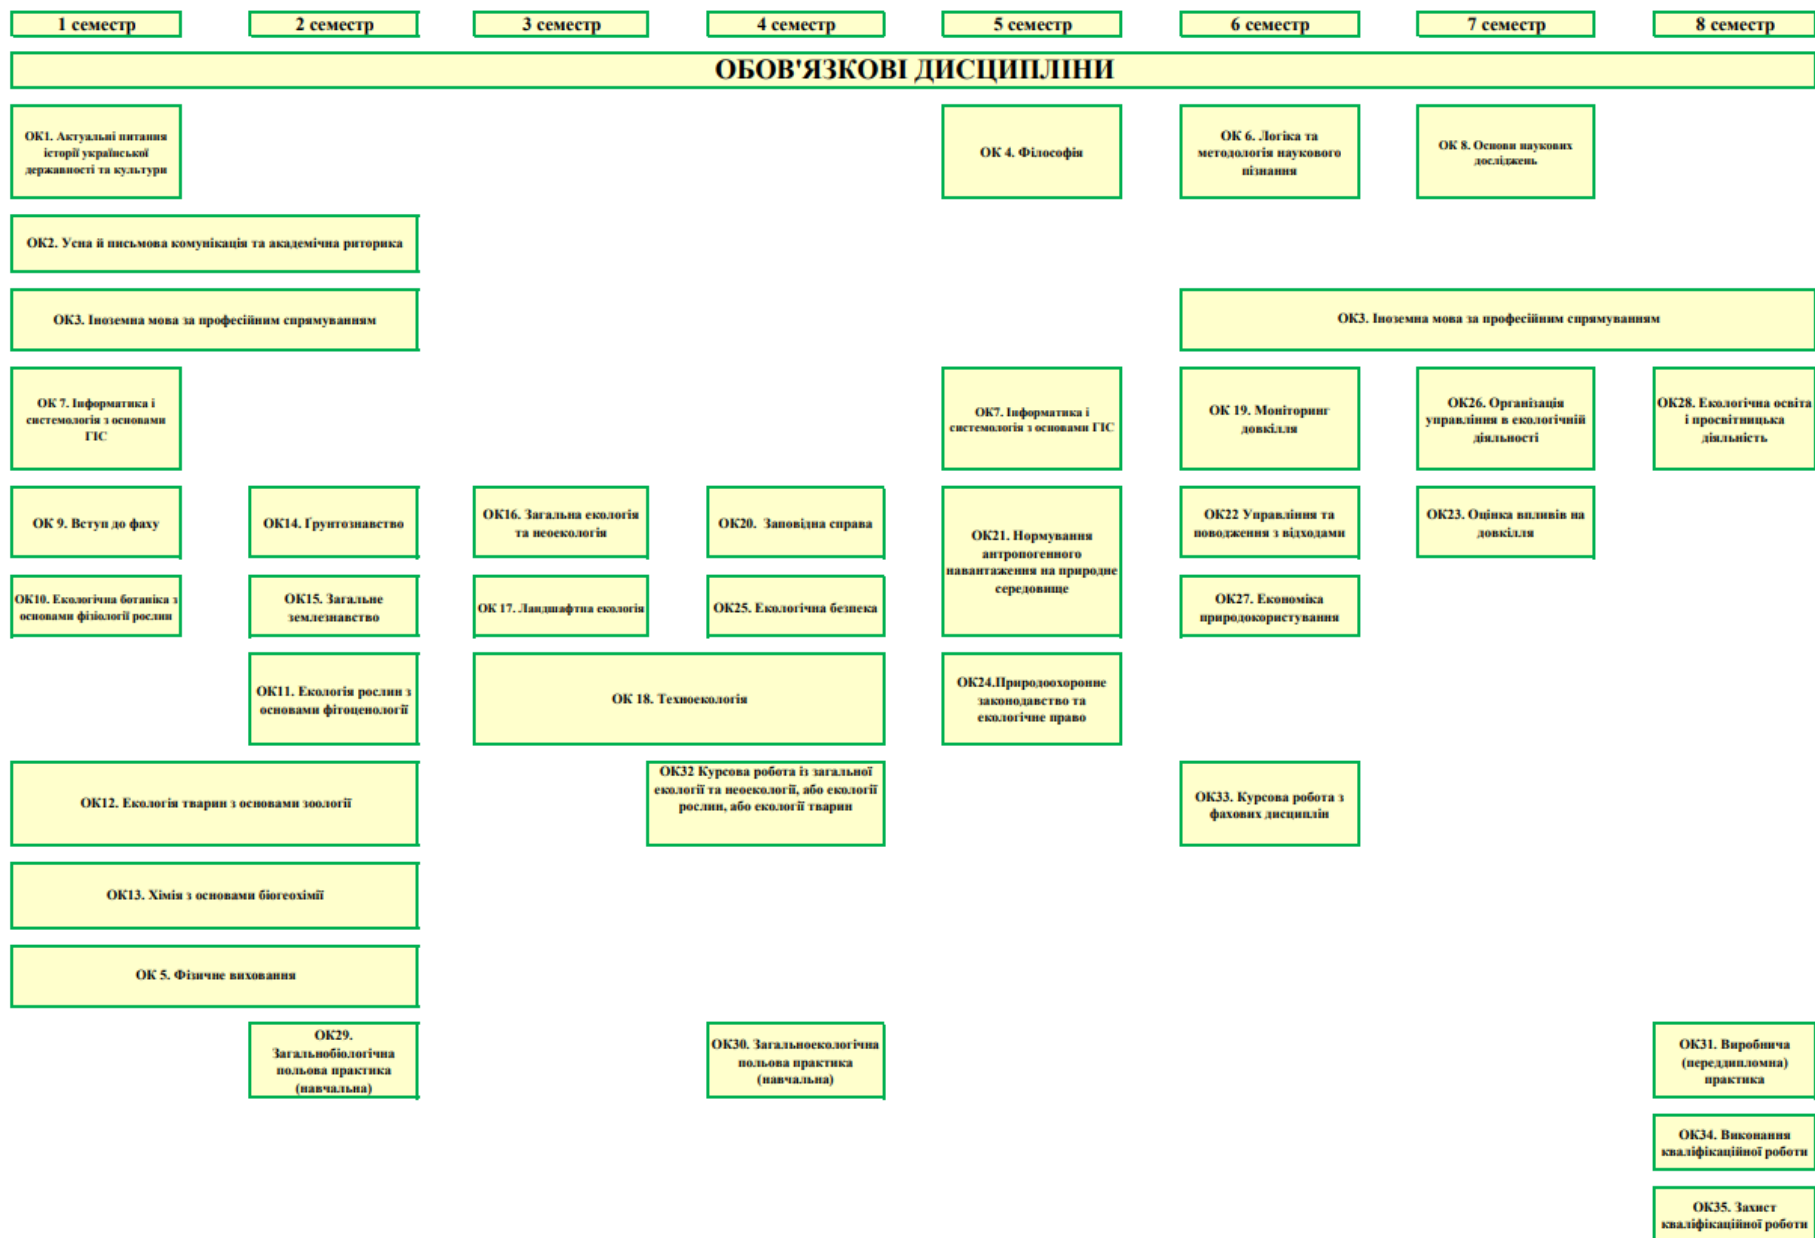 1 семестр
2 семестр
3 семестр
4 семестр
5 семестр
6 семестр
7 семестр
8 семестр
ОБОВ'ЯЗКОВІ ДИСЦИПЛІНИ
ОК1. Актуальні питання
історії української
державності та культури
ОК 4. Філософія
ОК 6. Логіка та
методологія наукового
пізнання
ОК 8. Основи наукових
досліджень
ОК2. Усна й письмова комунікація та академічна риторика
ОК3. Іноземна мова за професійним спрямуванням
ОК3. Іноземна мова за професійним спрямуванням
ОК 7. Інформатика і
системологія з основами
ГІС
ОК7. Інформатика і
системологія з основами ГІС
ОК 19. Моніторинг
довкілля
ОК26. Організація
управління в екологічній
діяльності
ОК28. Екологічна освіта
і просвітницька
діяльність
ОК 9. Вступ до фаху
ОК14. Ґрунтознавство
ОК16. Загальна екологія
та неоекологія
ОК20. Заповідна справа
ОК21. Нормування
антропогенного
навантаження на природне
середовище
ОК22 Управління та
поводження з відходами
ОК23. Оцінка впливів на
довкілля
ОК10. Екологічна ботаніка з
основами фізіології рослин
ОК15. Загальне
землезнавство
ОК 17. Ландшафтна екологія
ОК25. Екологічна безпека
ОК27. Економіка
природокористування
ОК11. Екологія рослин з
основами фітоценології
ОК 18. Техноекологія
ОК24.Природоохоронне
законодавство та
екологічне право
ОК12. Екологія тварин з основами зоології
ОК32 Курсова робота із загальної
екології та неоекології, або екології
рослин, або екології тварин
ОК33. Курсова робота з
фахових дисциплін
ОК13. Хімія з основами біогеохімії
ОК 5. Фізичне виховання
ОК29.
Загальнобіологічна
польова практика
(навчальна)
ОК30. Загальноекологічна
польова практика
(навчальна)
ОК31. Виробнича
(переддипломна)
практика
ОК34. Виконання
кваліфікаційної роботи
ОК35. Захист
кваліфікаційної роботи